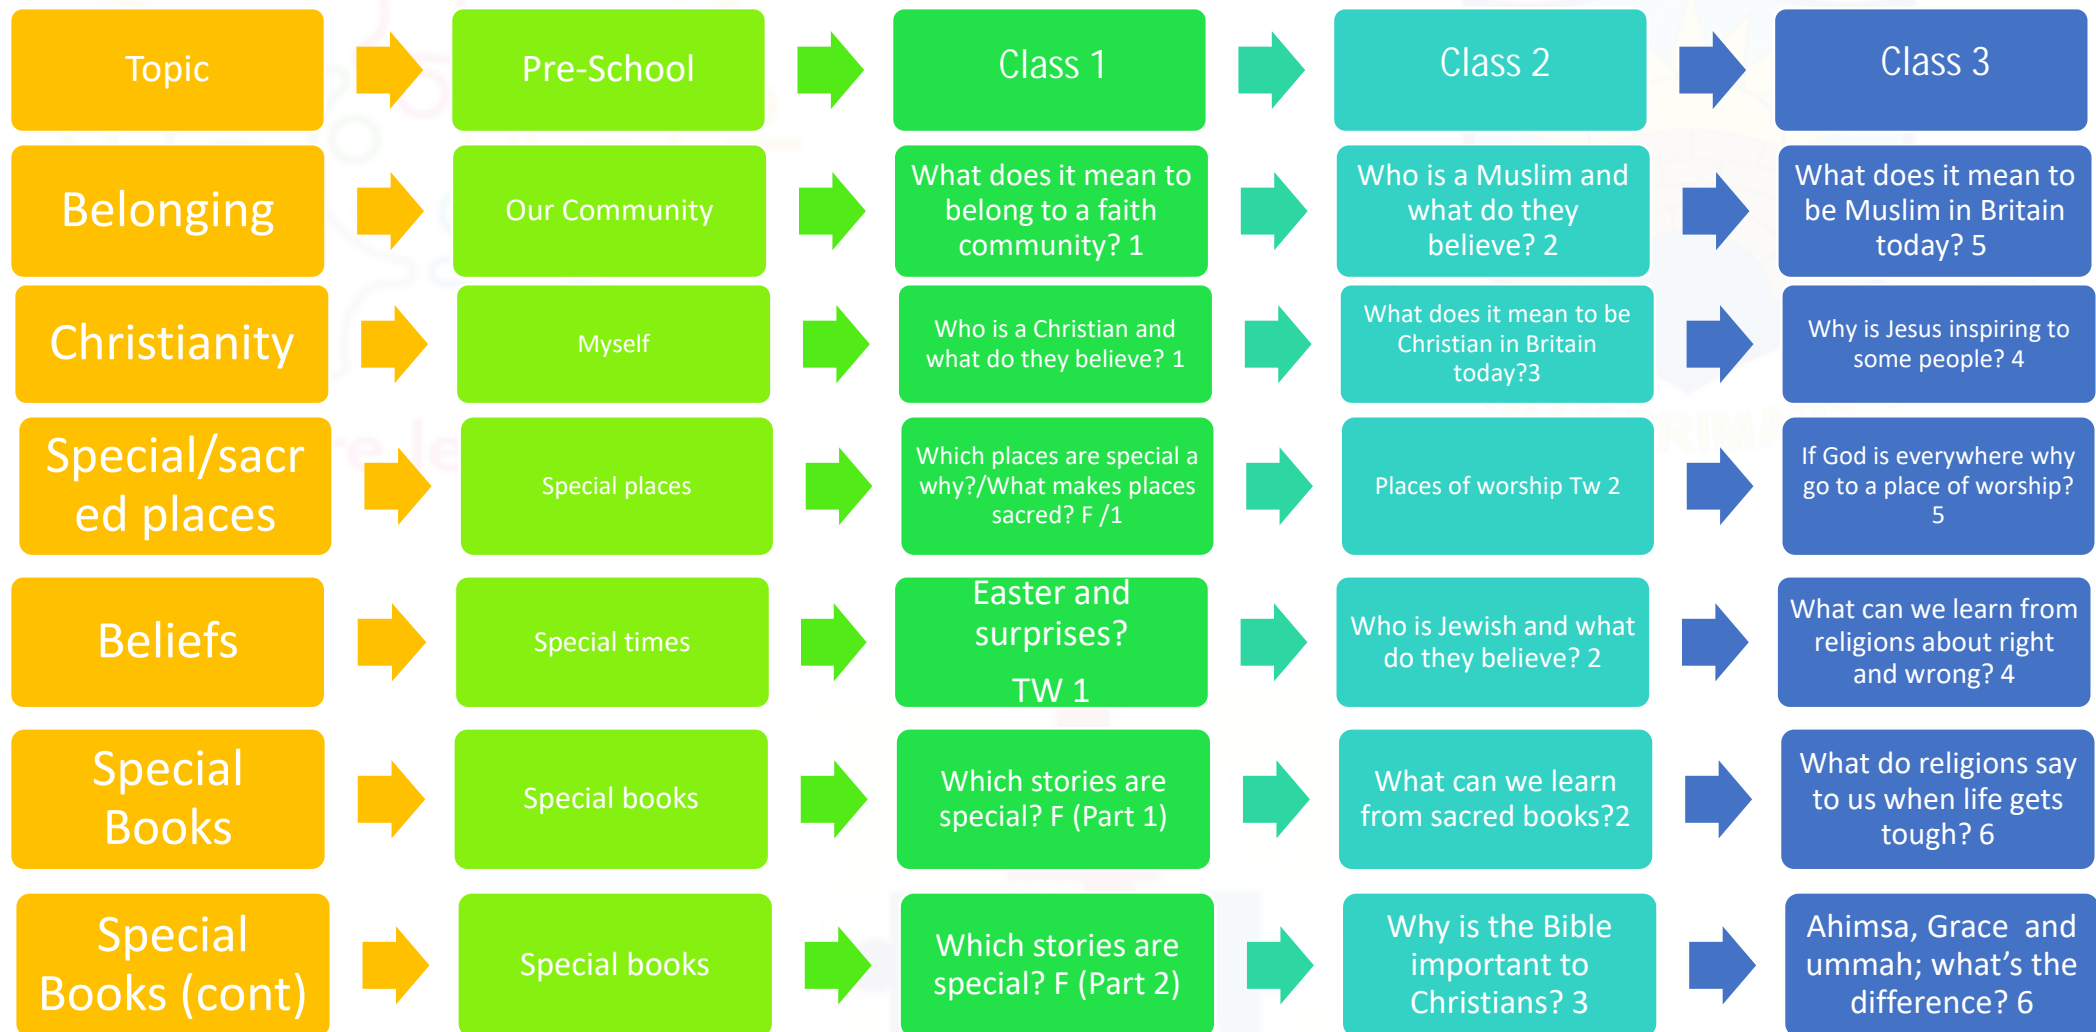 Topic
Pre-School
Class 1
Class 2
Class 3
Belonging
Our Community
What does it mean to
belong to a faith
community? 1
Who is a Muslim and
what do they
believe? 2
What does it mean to
be Muslim in Britain
today? 5
Christianity
Myself
Who is a Christian and
what do they believe? 1
What does it mean to be
Christian in Britain
today?3
Why is Jesus inspiring to
some people? 4
Special/sacr
ed places
Special places
Which places are special a
why?/What makes places
sacred? F /1
Places of worship Tw 2
If God is everywhere why
go to a place of worship?
5
Beliefs
Special times
Easter and
surprises?
TW 1
Who is Jewish and what
do they believe? 2
What can we learn from
religions about right
and wrong? 4
Special
Books
Special books
Which stories are
special? F (Part 1)
What can we learn
from sacred books?2
What do religions say
to us when life gets
tough? 6
Special
Books (cont)
Special books
Which stories are
special? F (Part 2)
Why is the Bible
important to
Christians? 3
Ahimsa, Grace  and
ummah; what’s the
difference? 6